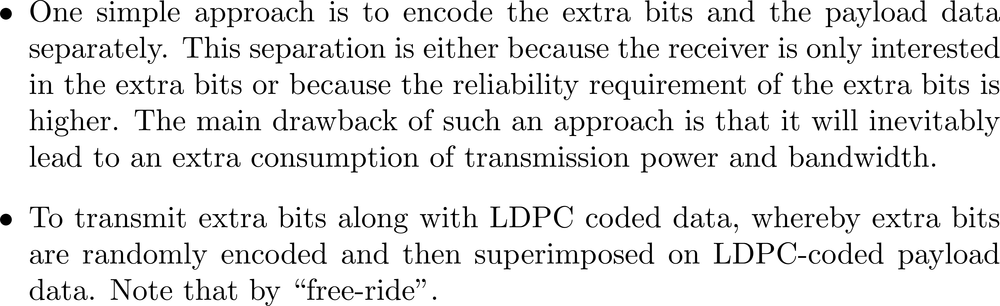 • One simple approach is to encode the extra bits and the payload data
separately. This separation is either because the receiver is only interested
in the extra bits or because the reliability requirement of the extra bits is
higher. The main drawback of such an approach is that it will inevitably
lead to an extra consumption of transmission power and bandwidth.
• To transmit extra bits along with LDPC coded data, whereby extra bits
are randomly encoded and then superimposed on LDPC-coded payload
data. Note that by “free-ride”.